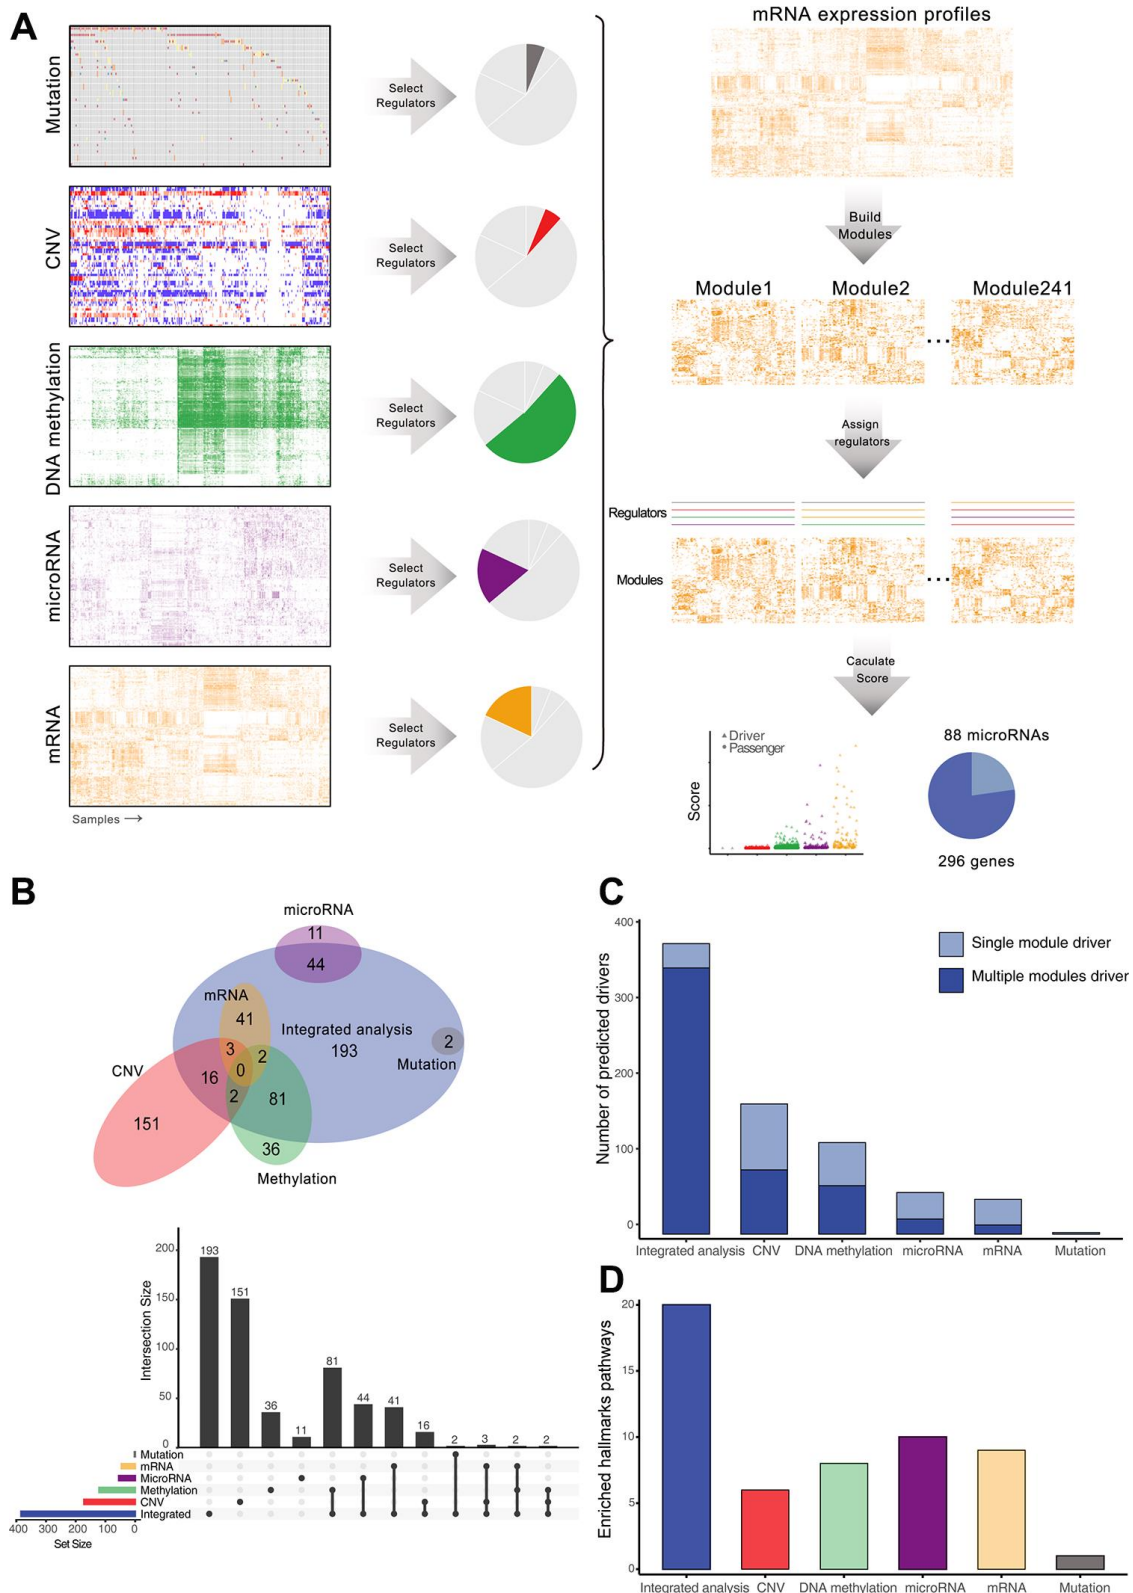 A
Mutation
Select
Regulators
CNV
Select
Regulators
DNA methylation
Select
Regulators
microRNA
Select
Regulators
mRNA
Select
Regulators
Samples →
mRNA expression profiles
Build
Modules
Module1 Module2 ... Module241
Assign
regulators
Regulators
Modules
...
Caculate
Score
Driver
Passenger
Score
88 microRNAs
296 genes
B
microRNA
11
44
mRNA
41
Integrated analysis
193
2
Mutation
3
2
0
CNV
16
2
81
151
36
Methylation
Intersection Size
200
150
100
50
0
193
151
36
11
81
44
41
16
2
3
2
2
Mutation
mRNA
MicroRNA
Methylation
CNV
Integrated
400 300 200 100 0
Set Size
C
Number of predicted drivers
400
300
200
100
0
Single module driver
Multiple modules driver
Integrated analysis CNV DNA methylation microRNA mRNA Mutation
D
Enriched hallmarks pathways
20
15
10
5
0
Integrated analysis CNV DNA methylation microRNA mRNA Mutation